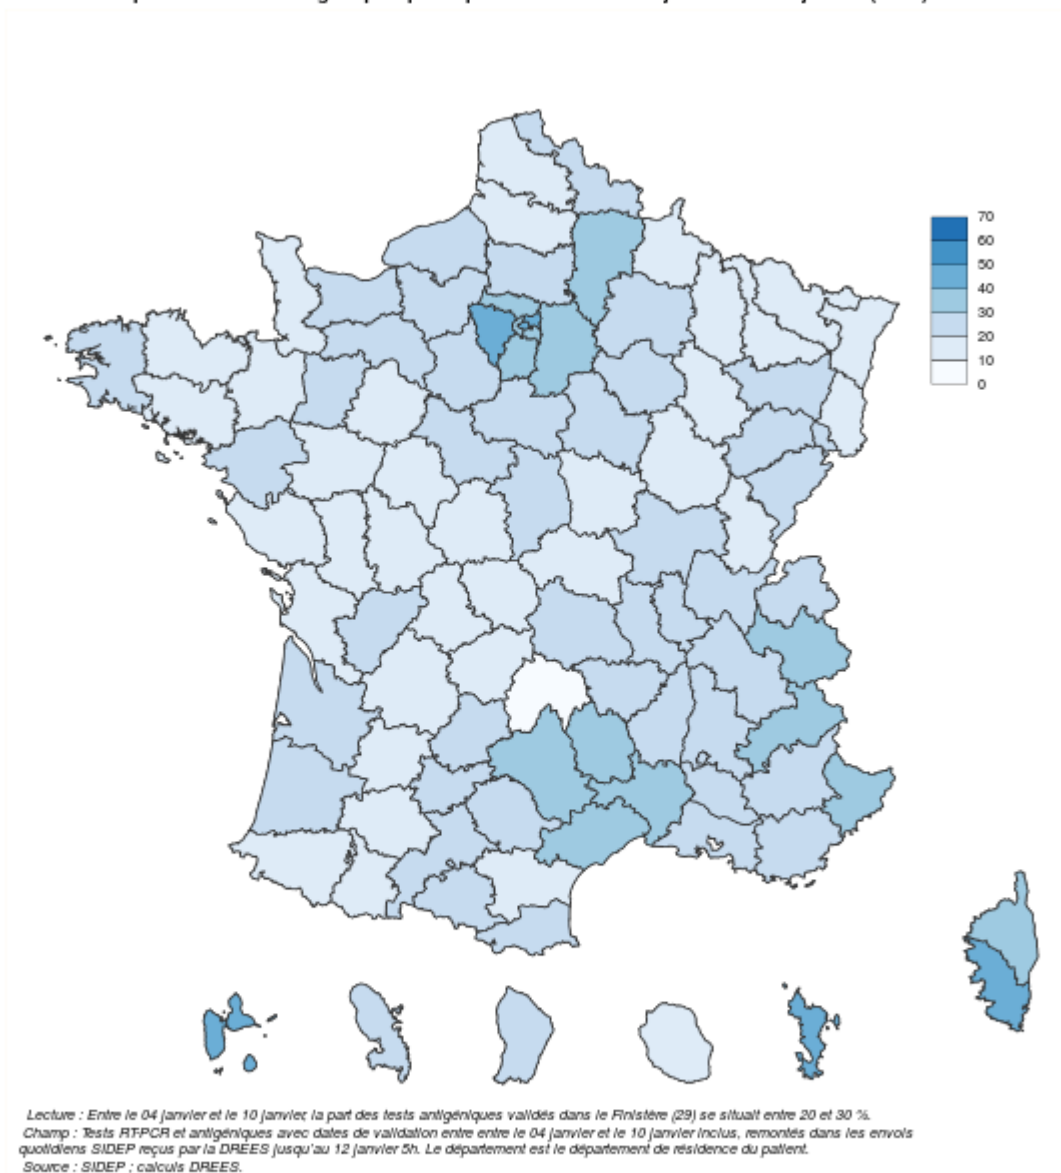 70
60
50
40
30
20
10
0
Lecture : Entre le 04 janvier et le 10 janvier, la part des tests antigéniques validés dans le Finistère (29) se situait entre 20 et 30 %.
Champ : Tests RT-PCR et antigéniques avec dates de validation entre entre le 04 janvier et le 10 janvier inclus, remontés dans les envois
quotidiens SIDEP reçus par la DREES jusqu'au 12 janvier 5h. Le département est le département de résidence du patient.
Source : SIDEP ; calculs DREES.